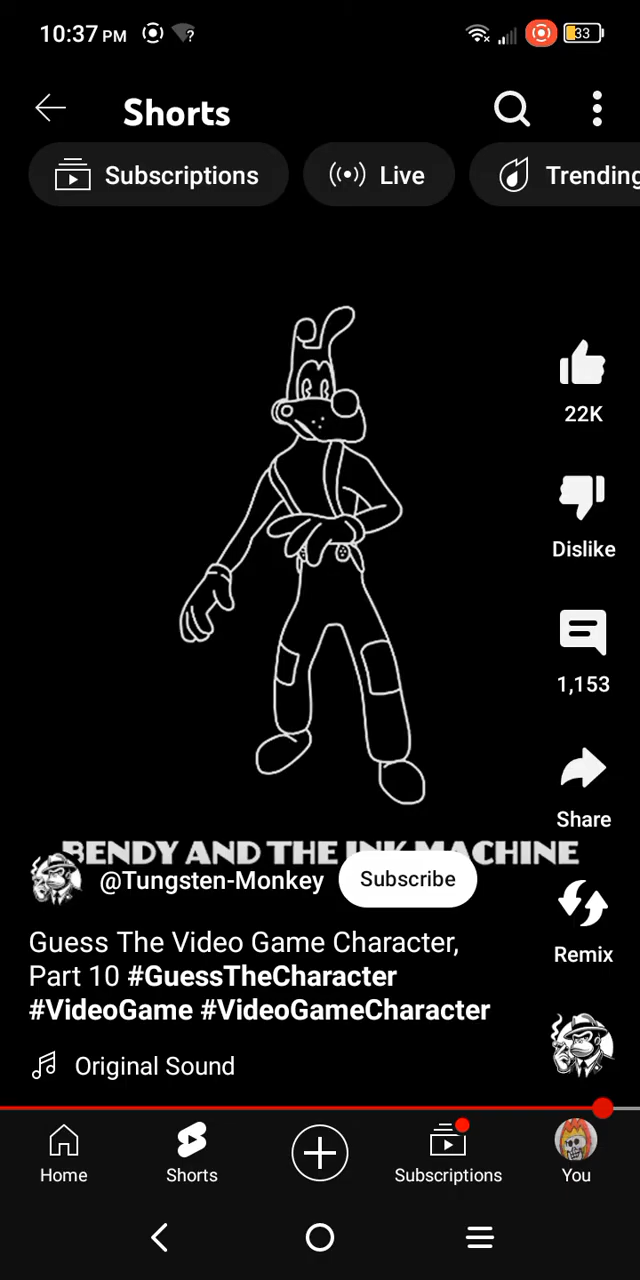 10:37 PM
33
Shorts
Subscriptions
Live
Trending
22K
Dislike
1,153
Share
BENDY AND THE INK MACHINE
@Tungsten-Monkey
Subscribe
Remix
Guess The Video Game Character,
Part 10 #GuessTheCharacter
#VideoGame #VideoGameCharacter
Original Sound
Home
Shorts
Subscriptions
You